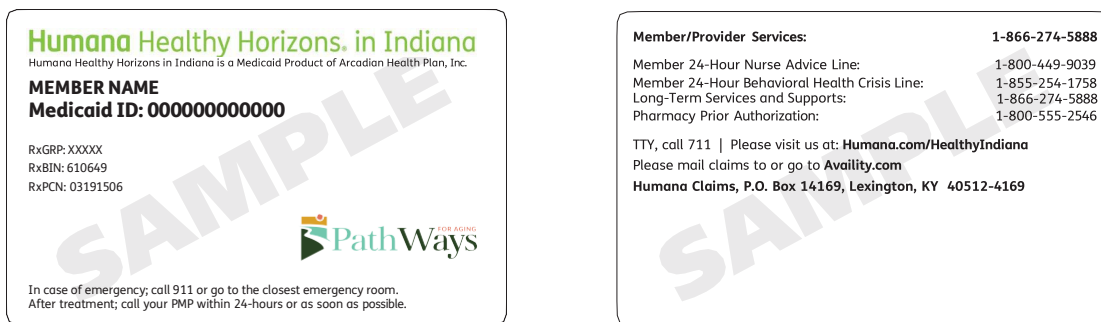 Humana Healthy Horizons® in Indiana
Humana Healthy Horizons in Indiana is a Medicaid Product of Arcadian Health Plan, Inc.
MEMBER NAME
Medicaid ID: 000000000000
RxGRP: XXXXX
RxBIN: 610649
RxPCN: 03191506
SAMPLE
FOR AGING
PathWays
In case of emergency; call 911 or go to the closest emergency room.
After treatment; call your PMP within 24-hours or as soon as possible.
Member/Provider Services: 1-866-274-5888
Member 24-Hour Nurse Advice Line: 1-800-449-9039
Member 24-Hour Behavioral Health Crisis Line: 1-855-254-1758
Long-Term Services and Supports: 1-866-274-5888
Pharmacy Prior Authorization: 1-800-555-2546
TTY, call 711 | Please visit us at: Humana.com/HealthyIndiana
Please mail claims to or go to Availity.com
Humana Claims, P.O. Box 14169, Lexington, KY 40512-4169
SAMPLE